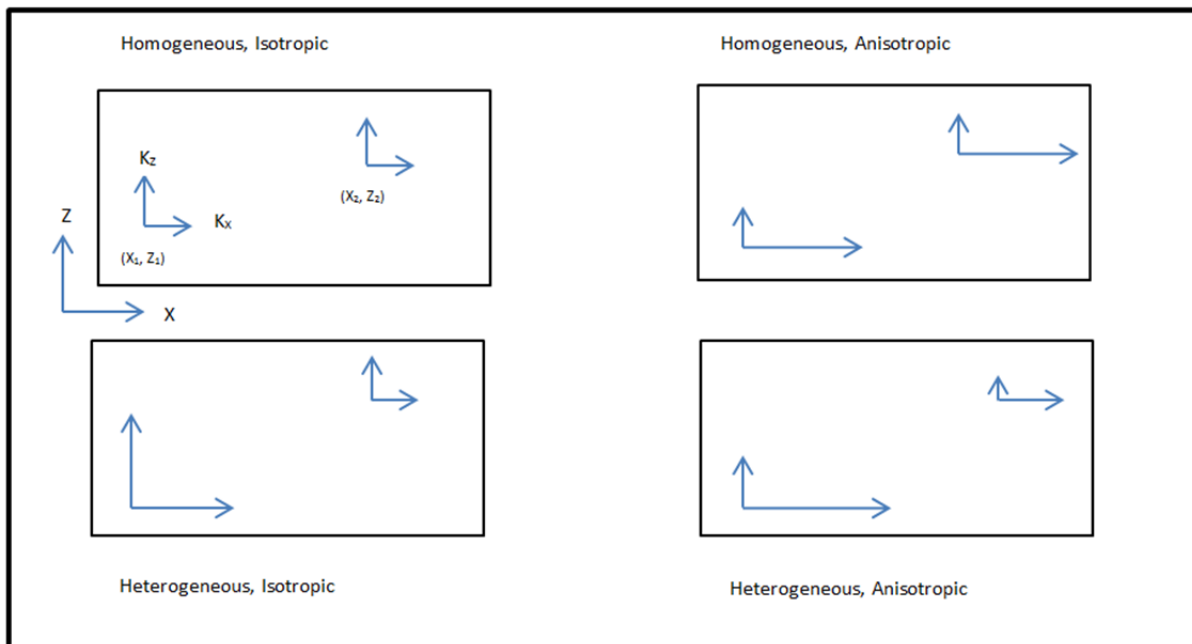 Homogeneous, Isotropic
Homogeneous, Anisotropic
Kz
Kx
(X₁, Z₁)
(X₂, Z₂)
Z
X
Heterogeneous, Isotropic
Heterogeneous, Anisotropic